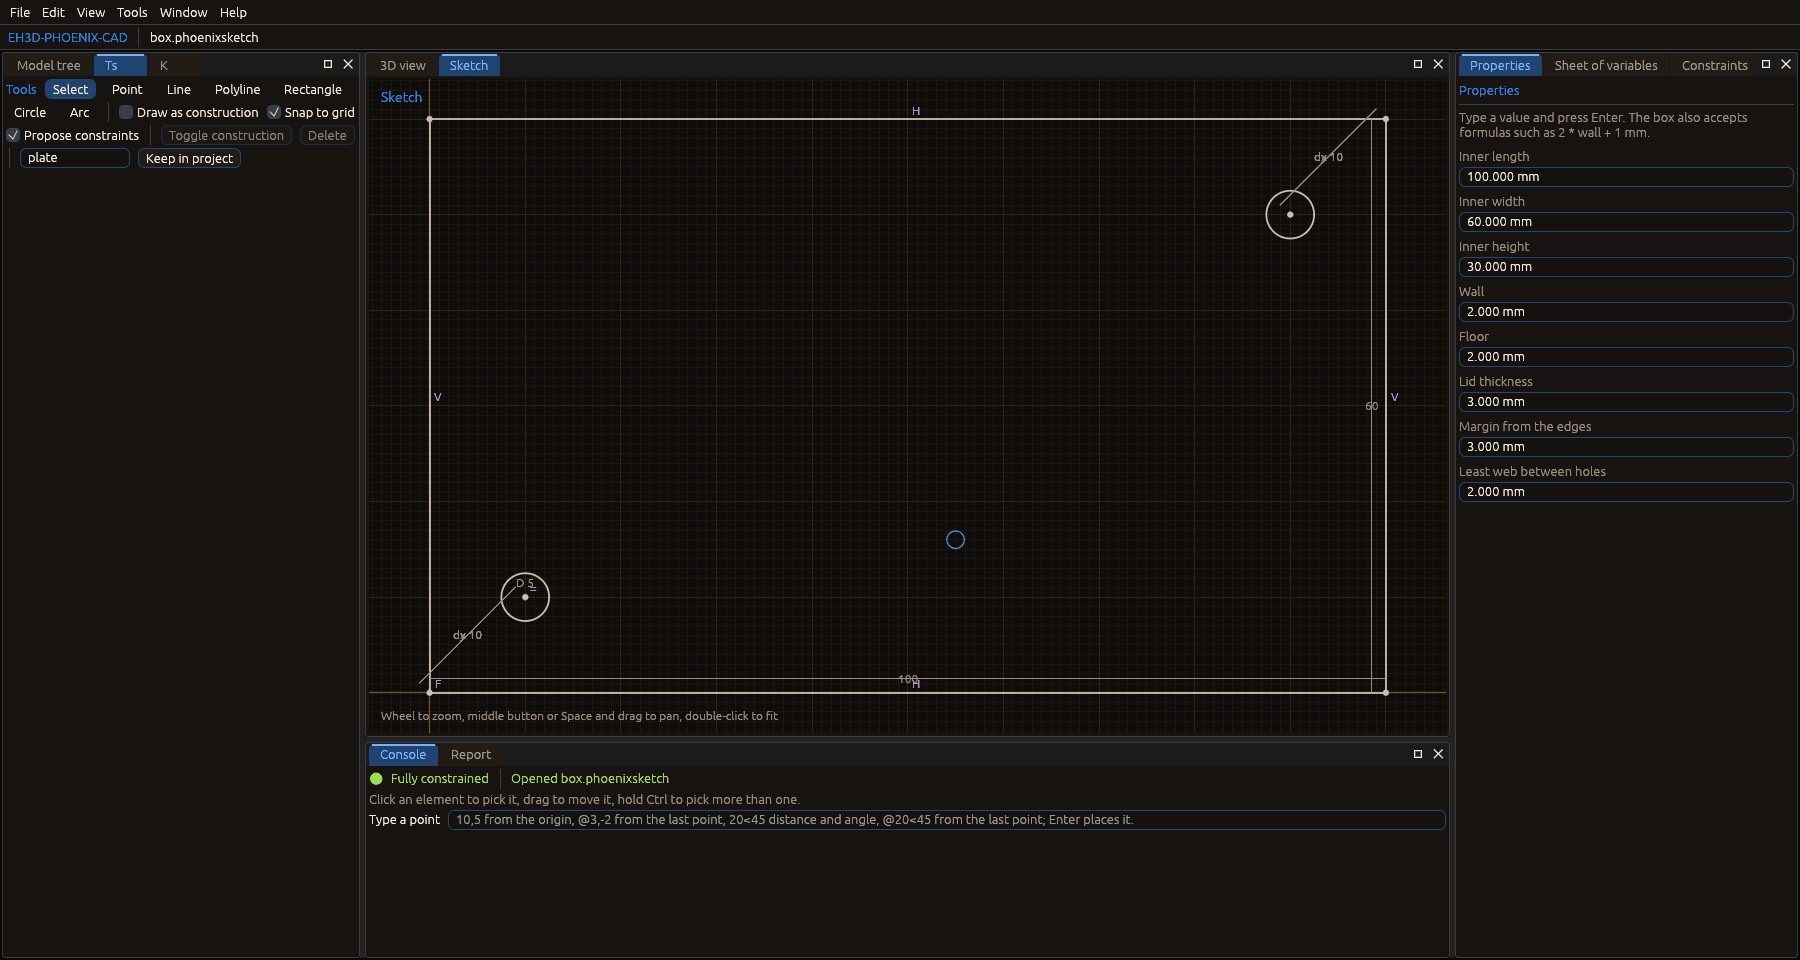 File Edit View Tools Window Help
EH3D-PHOENIX-CAD box.phoenixsketch
Model tree Ts K
Tools Select Point Line Polyline Rectangle
Circle Arc Draw as construction Snap to grid
Propose constraints Toggle construction Delete
plate Keep in project
3D view Sketch
Sketch
H
dx 10
V
60
V
D 5
=
dx 10
F
100
H
Wheel to zoom, middle button or Space and drag to pan, double-click to fit
Console Report
Fully constrained Opened box.phoenixsketch
Click an element to pick it, drag to move it, hold Ctrl to pick more than one.
Type a point 10,5 from the origin, @3,-2 from the last point, 20<45 distance and angle, @20<45 from the last point; Enter places it.
Properties Sheet of variables Constraints
Properties
Type a value and press Enter. The box also accepts
formulas such as 2 * wall + 1 mm.
Inner length
100.000 mm
Inner width
60.000 mm
Inner height
30.000 mm
Wall
2.000 mm
Floor
2.000 mm
Lid thickness
3.000 mm
Margin from the edges
3.000 mm
Least web between holes
2.000 mm